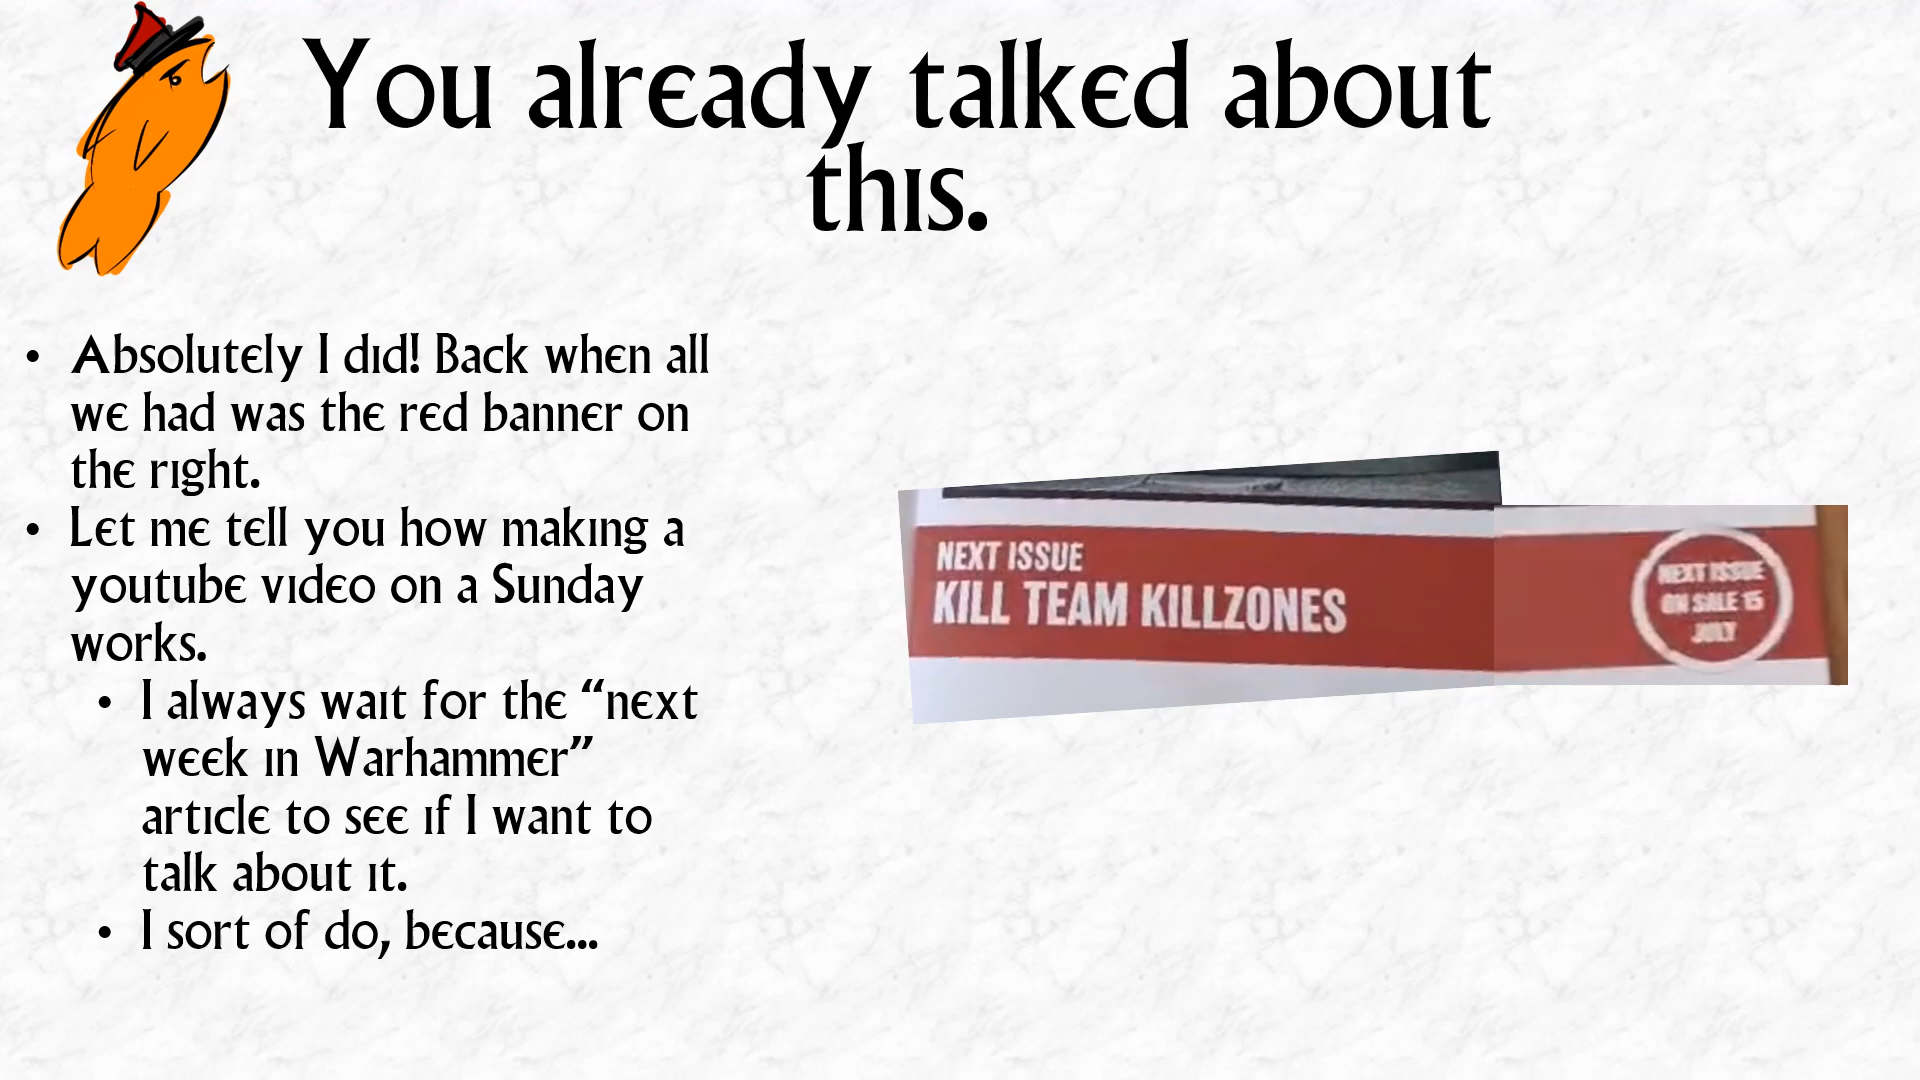 You already talked about
this.
• Absolutely I did! Back when all
we had was the red banner on
the right.
• Let me tell you how making a
youtube video on a Sunday
works.
• I always wait for the “next
week in Warhammer”
article to see if I want to
talk about it.
• I sort of do, because...
NEXT ISSUE
KILL TEAM KILLZONES
NEXT ISSUE
ON SALE 15
JULY